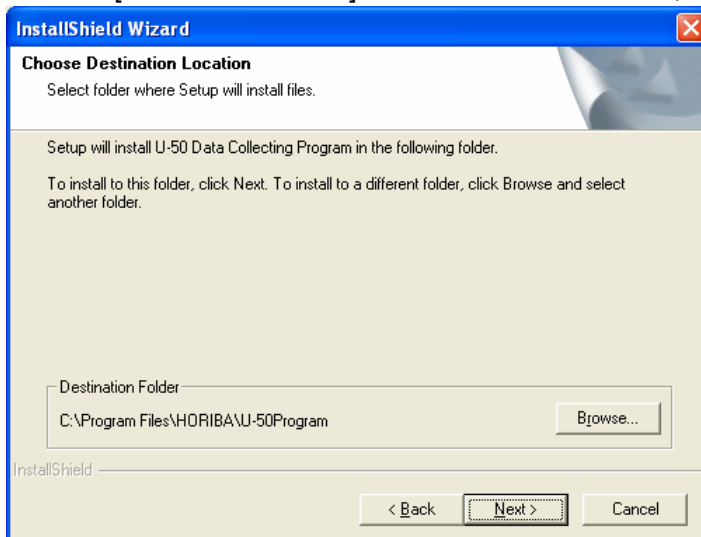 InstallShield Wizard
Choose Destination Location
Select folder where Setup will install files.
Setup will install U-50 Data Collecting Program in the following folder.
To install to this folder, click Next. To install to a different folder, click Browse and select
another folder.
Destination Folder
C:\Program Files\HORIBA\U-50Program
Browse...
InstallShield
< Back
Next >
Cancel